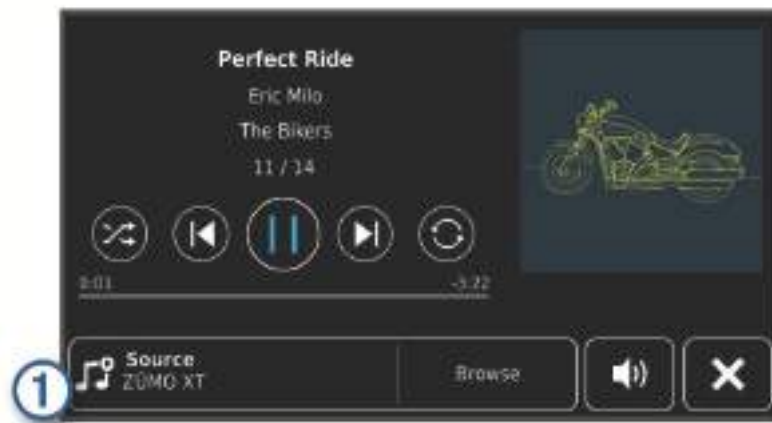 Perfect Ride
Eric Milo
The Bikers
11 / 14
0:01 -3:22
Source
ZŪMO XT
Browse
1